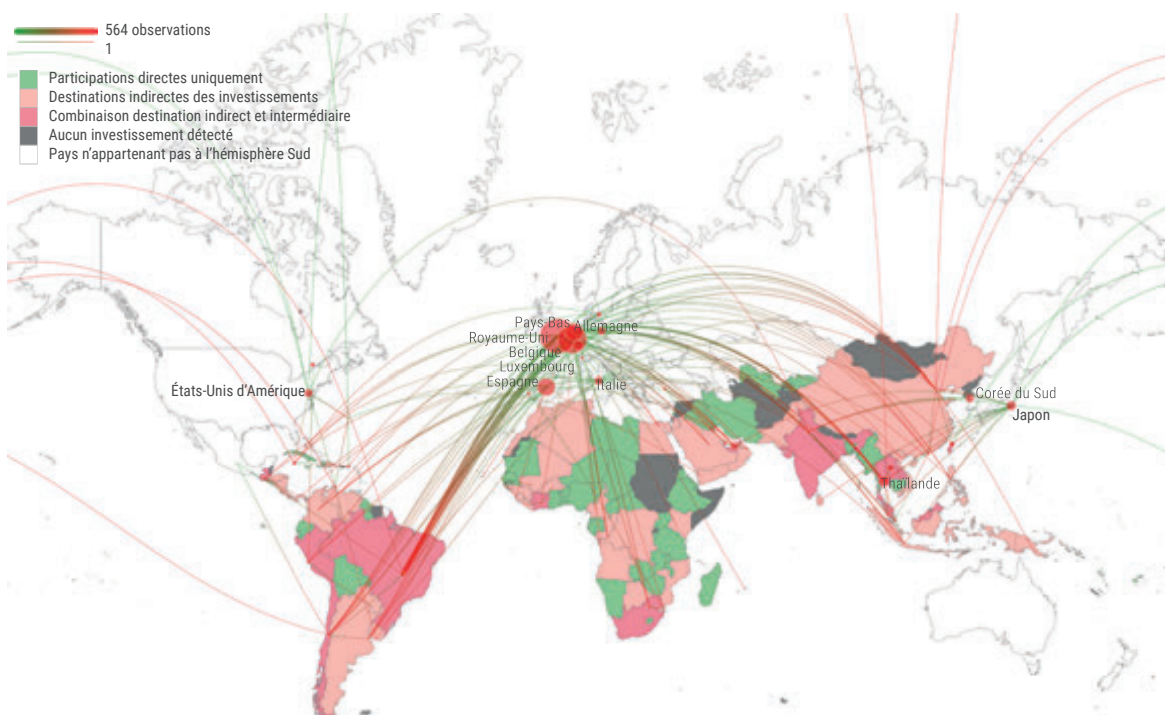 564 observations
1
Participations directes uniquement
Destinations indirectes des investissements
Combinaison destination indirect et intermédiaire
Aucun investissement détecté
Pays n'appartenant pas à l'hémisphère Sud
Pays Bas
Allemagne
Royaume Uni
Belgique
Luxembourg
Espagne
Italie
États-Unis d'Amérique
Corée du Sud
Japon
Thaïlande